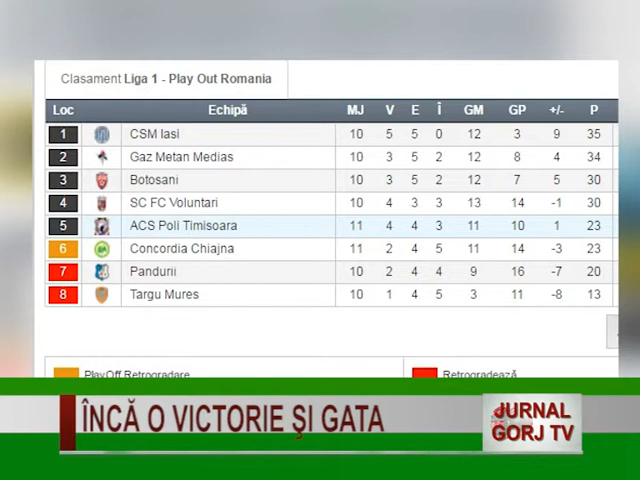 Clasament Liga 1 - Play Out Romania
Loc Echipă MJ V E Î GM GP +/- P
1 CSM Iasi 10 5 5 0 12 3 9 35
2 Gaz Metan Medias 10 3 5 2 12 8 4 34
3 Botosani 10 3 5 2 12 7 5 30
4 SC FC Voluntari 10 4 3 3 13 14 -1 30
5 ACS Poli Timisoara 11 4 4 3 11 10 1 23
6 Concordia Chiajna 11 2 4 5 11 14 -3 23
7 Pandurii 10 2 4 4 9 16 -7 20
8 Targu Mures 10 1 4 5 3 11 -8 13
PlayOff Retrogradare Retrogradează
ÎNCĂ O VICTORIE ŞI GATA
JURNAL
GORJ TV